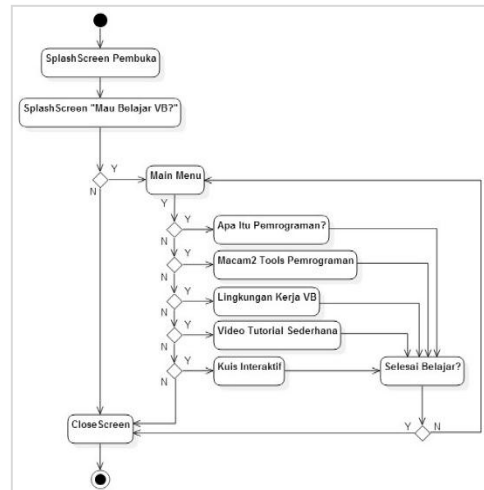 SplashScreen Pembuka
SplashScreen "Mau Belajar VB?"
Y
N
Main Menu
Y
Y
Apa Itu Pemrograman?
N
Y
Macam2 Tools Pemrograman
N
Y
Lingkungan Kerja VB
N
Y
Video Tutorial Sederhana
N
Y
Kuis Interaktif
N
Selesai Belajar?
CloseScreen
Y
N